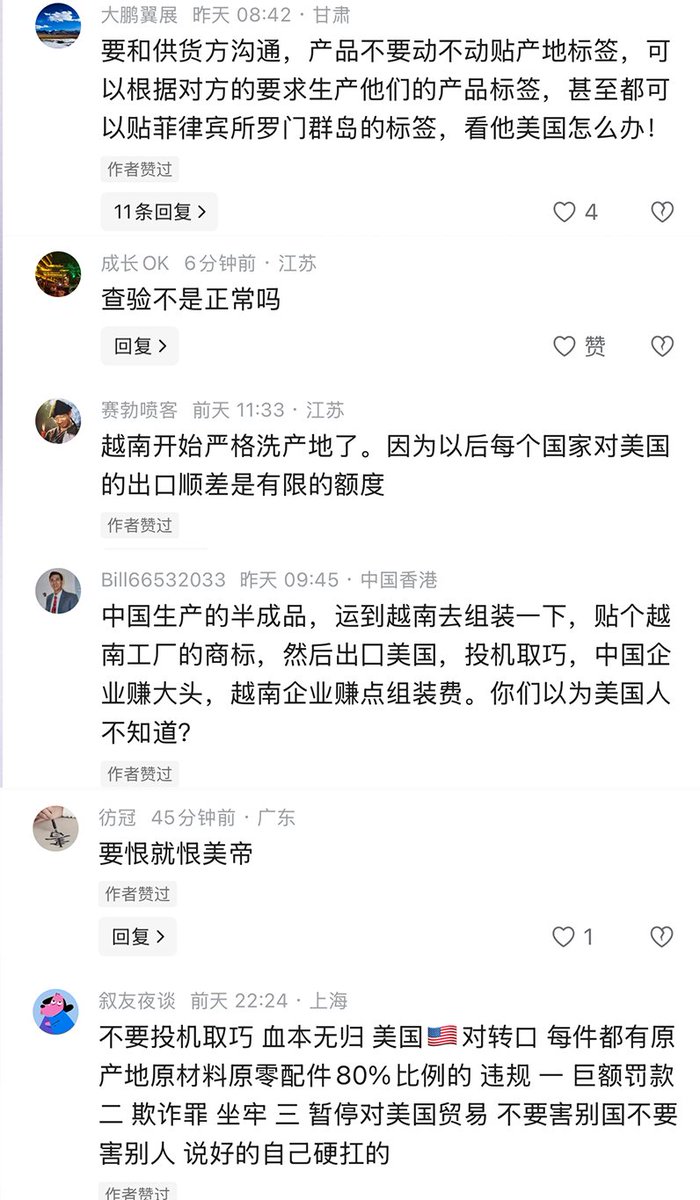 大鹏翼展 昨天 08:42 · 甘肃
要和供货方沟通，产品不要动不动贴产地标签，可
以根据对方的要求生产他们的产品标签，甚至都可
以贴菲律宾所罗门群岛的标签，看他美国怎么办！
作者赞过
11条回复 > 4
成长OK 6分钟前 · 江苏
查验不是正常吗
回复 > 赞
赛勃喷客 前天 11:33 · 江苏
越南开始严格洗产地了。因为以后每个国家对美国
的出口顺差是有限的额度
作者赞过
Bill66532033 昨天 09:45 · 中国香港
中国生产的半成品，运到越南去组装一下，贴个越
南工厂的商标，然后出口美国，投机取巧，中国企
业赚大头，越南企业赚点组装费。你们以为美国人
不知道？
作者赞过
彷冠 45分钟前 · 广东
要恨就恨美帝
作者赞过
回复 > 1
叙友夜谈 前天 22:24 · 上海
不要投机取巧 血本无归 美国🇺🇸对转口 每件都有原
产地原材料原零配件80%比例的 违规 一 巨额罚款
二 欺诈罪 坐牢 三 暂停对美国贸易 不要害别国不要
害别人 说好的自己硬扛的
作者赞过